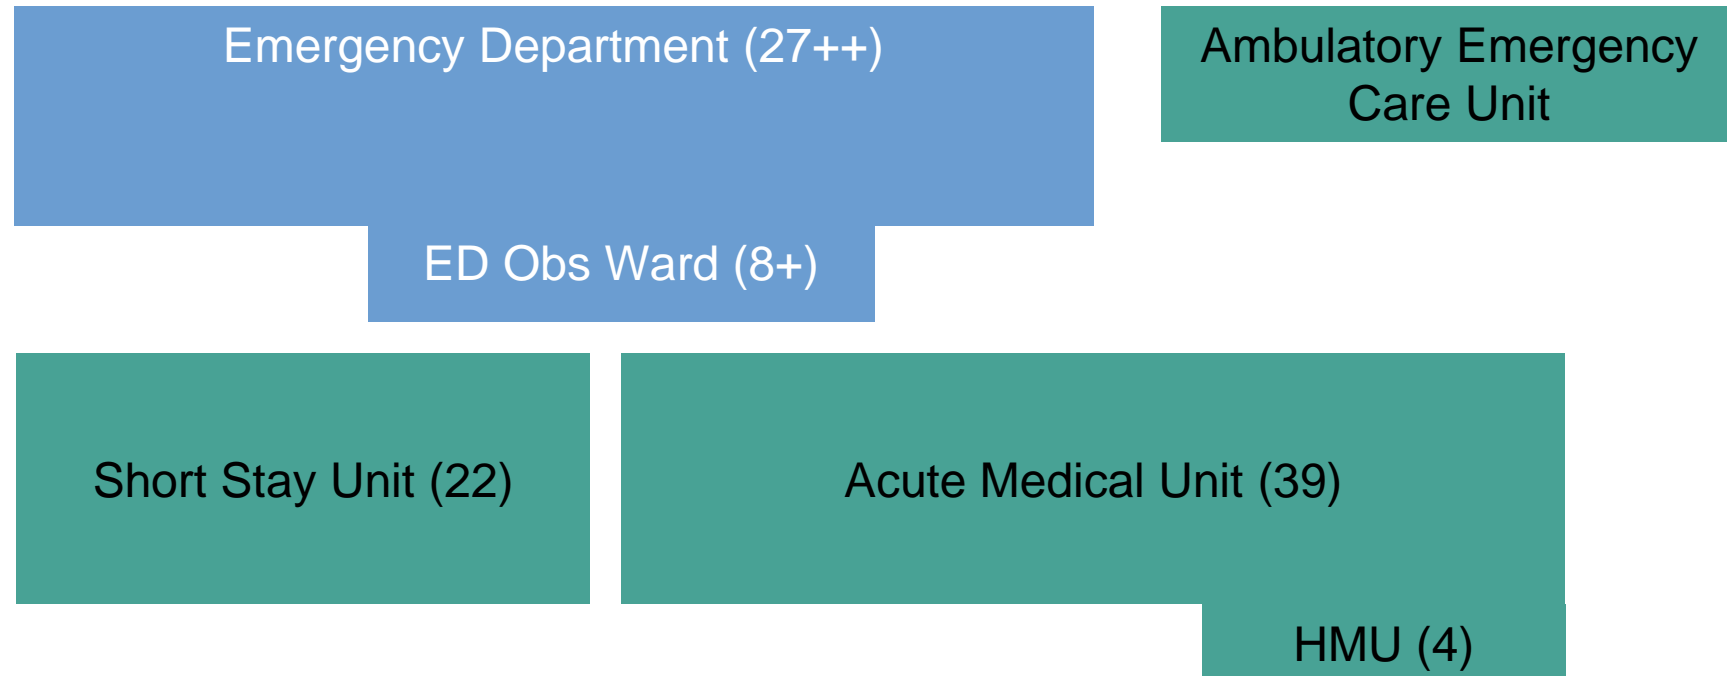 Emergency Department (27++)
Ambulatory Emergency
Care Unit
ED Obs Ward (8+)
Short Stay Unit (22)
Acute Medical Unit (39)
HMU (4)